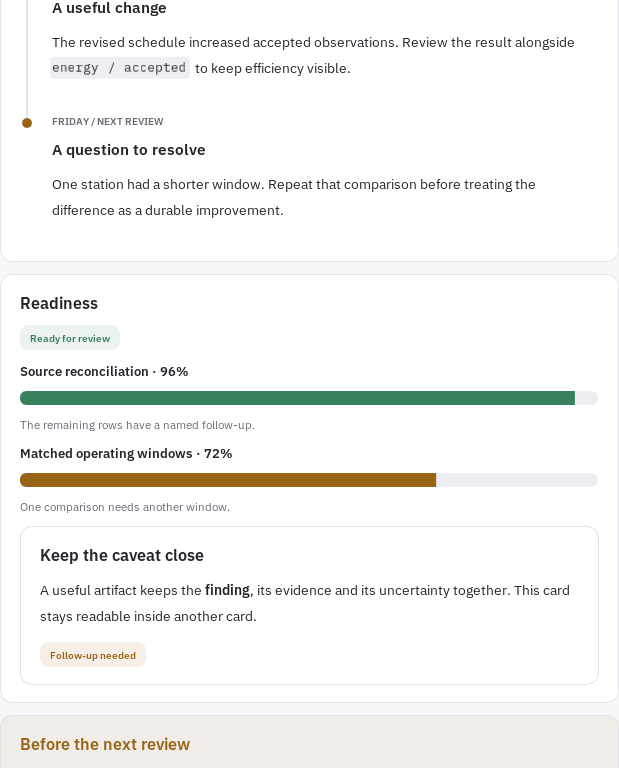 A useful change
The revised schedule increased accepted observations. Review the result alongside
energy / accepted to keep efficiency visible.
FRIDAY / NEXT REVIEW
A question to resolve
One station had a shorter window. Repeat that comparison before treating the
difference as a durable improvement.
Readiness
Ready for review
Source reconciliation · 96%
The remaining rows have a named follow-up.
Matched operating windows · 72%
One comparison needs another window.
Keep the caveat close
A useful artifact keeps the finding, its evidence and its uncertainty together. This card
stays readable inside another card.
Follow-up needed
Before the next review